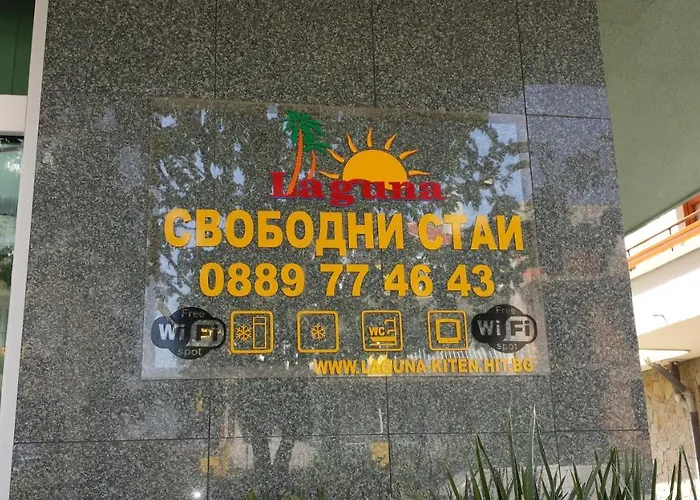 Laguna
СВОБОДНИ СТАИ
0889 77 46 43
Free
WiFi
spot
WC
Free
WiFi
spot
WWW.LAGUNA-KITEN.HIT.BG